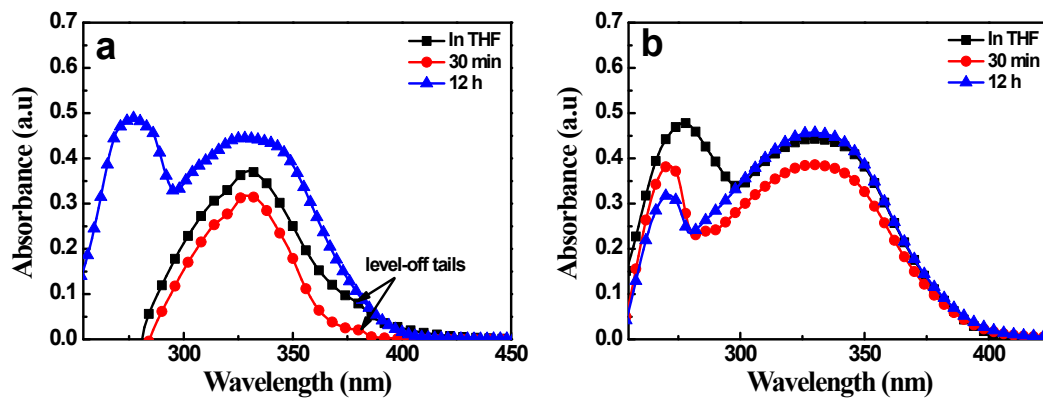 a
In THF
30 min
12 h
level-off tails
Absorbance (a.u)
0.7
0.6
0.5
0.4
0.3
0.2
0.1
0.0
300
350
400
450
Wavelength (nm)
b
In THF
30 min
12 h
Absorbance (a.u)
0.7
0.6
0.5
0.4
0.3
0.2
0.1
0.0
300
350
400
Wavelength (nm)